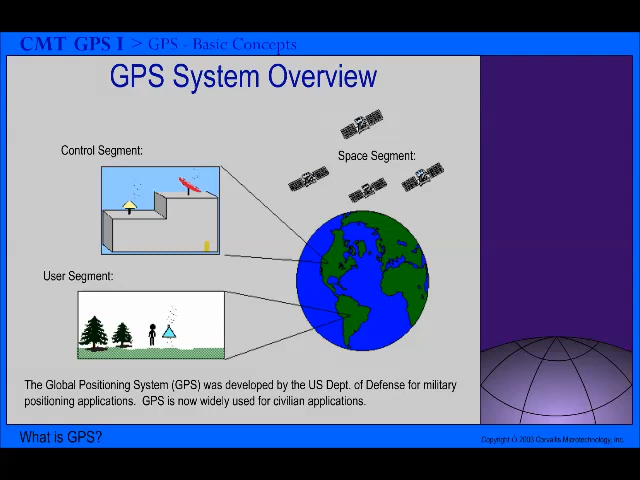 CMT GPS I > GPS - Basic Concepts
GPS System Overview
Control Segment:
Space Segment:
User Segment:
The Global Positioning System (GPS) was developed by the US Dept. of Defense for military
positioning applications. GPS is now widely used for civilian applications.
What is GPS?
Copyright © 2003 Corvallis Microtechnology, Inc.